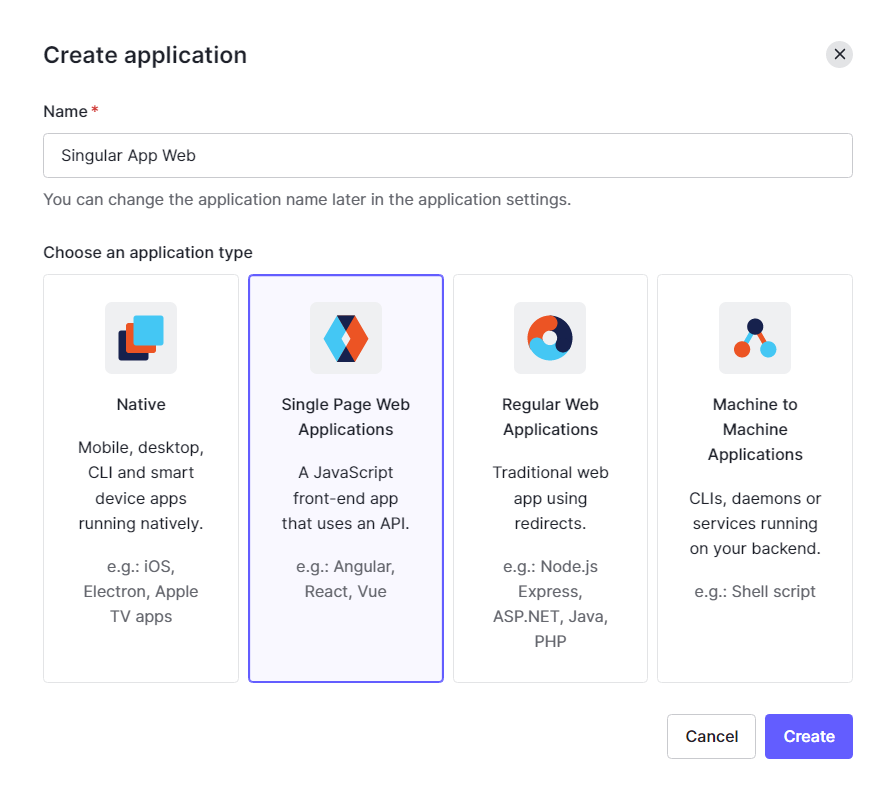 Create application
Name *
Singular App Web
You can change the application name later in the application settings.
Choose an application type
Native
Mobile, desktop,
CLI and smart
device apps
running natively.
e.g.: iOS,
Electron, Apple
TV apps
Single Page Web
Applications
A JavaScript
front-end app
that uses an API.
e.g.: Angular,
React, Vue
Regular Web
Applications
Traditional web
app using
redirects.
e.g.: Node.js
Express,
ASP.NET, Java,
PHP
Machine to
Machine
Applications
CLIs, daemons or
services running
on your backend.
e.g.: Shell script
Cancel
Create